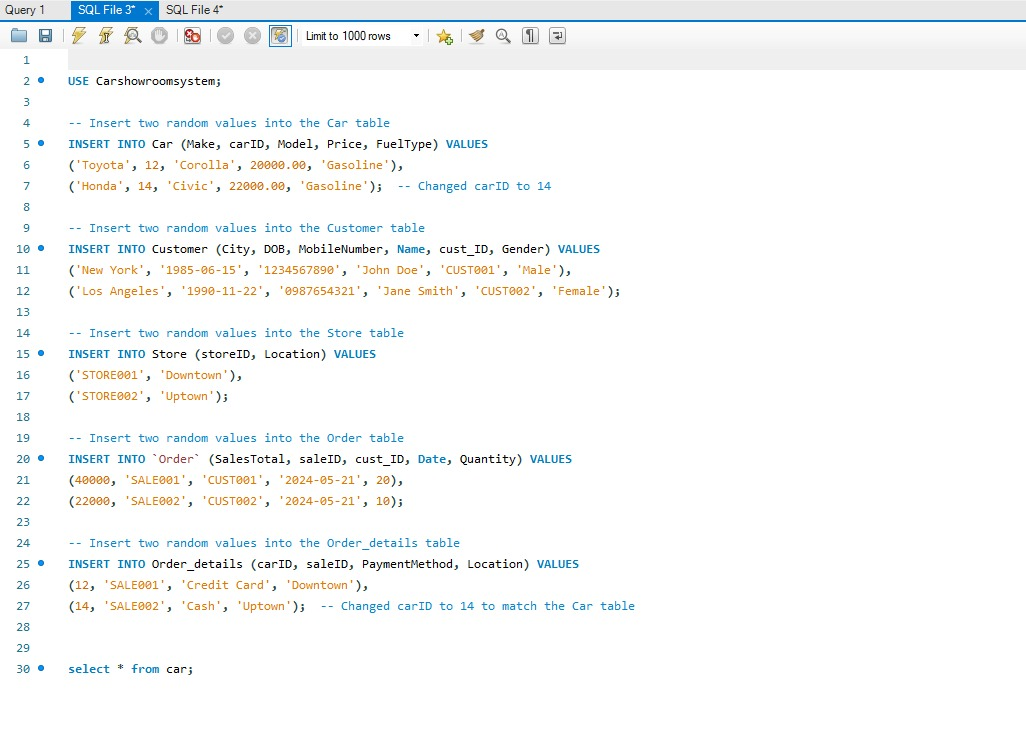 Query 1 SQL File 3* × SQL File 4*
Limit to 1000 rows
1
2 USE Carshowroomsystem;
3
4 -- Insert two random values into the Car table
5 INSERT INTO Car (Make, carID, Model, Price, FuelType) VALUES
6 ('Toyota', 12, 'Corolla', 20000.00, 'Gasoline'),
7 ('Honda', 14, 'Civic', 22000.00, 'Gasoline');  -- Changed carID to 14
8
9 -- Insert two random values into the Customer table
10 INSERT INTO Customer (City, DOB, MobileNumber, Name, cust_ID, Gender) VALUES
11 ('New York', '1985-06-15', '1234567890', 'John Doe', 'CUST001', 'Male'),
12 ('Los Angeles', '1990-11-22', '0987654321', 'Jane Smith', 'CUST002', 'Female');
13
14 -- Insert two random values into the Store table
15 INSERT INTO Store (storeID, Location) VALUES
16 ('STORE001', 'Downtown'),
17 ('STORE002', 'Uptown');
18
19 -- Insert two random values into the Order table
20 INSERT INTO `Order` (SalesTotal, saleID, cust_ID, Date, Quantity) VALUES
21 (40000, 'SALE001', 'CUST001', '2024-05-21', 20),
22 (22000, 'SALE002', 'CUST002', '2024-05-21', 10);
23
24 -- Insert two random values into the Order_details table
25 INSERT INTO Order_details (carID, saleID, PaymentMethod, Location) VALUES
26 (12, 'SALE001', 'Credit Card', 'Downtown'),
27 (14, 'SALE002', 'Cash', 'Uptown');  -- Changed carID to 14 to match the Car table
28
29
30 select * from car;